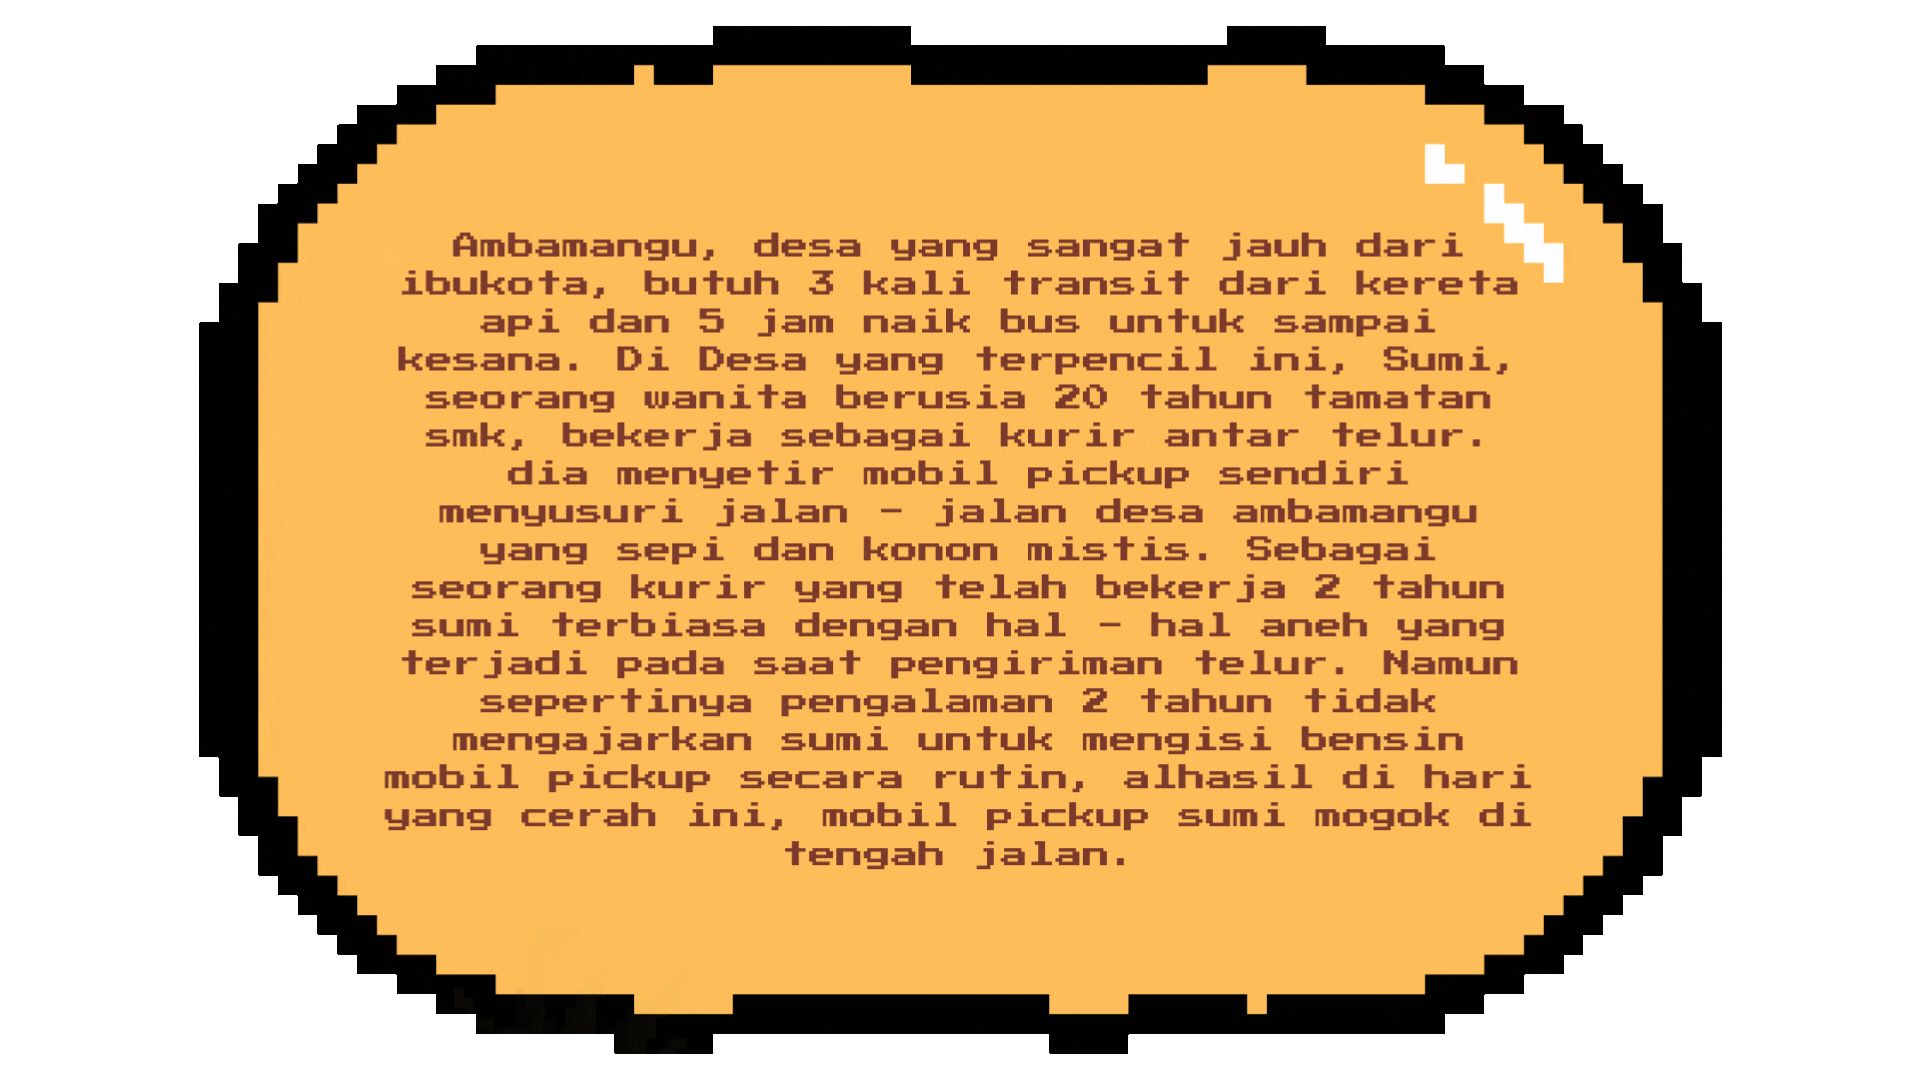 Ambamangu, desa yang sangat jauh dari
ibukota, butuh 3 kali transit dari kereta
api dan 5 jam naik bus untuk sampai
kesana. Di Desa yang terpencil ini, Sumi,
seorang wanita berusia 20 tahun tamatan
smk, bekerja sebagai kurir antar telur.
dia menyetir mobil pickup sendiri
menyusuri jalan - jalan desa ambamangu
yang sepi dan konon mistis. Sebagai
seorang kurir yang telah bekerja 2 tahun
sumi terbiasa dengan hal - hal aneh yang
terjadi pada saat pengiriman telur. Namun
sepertinya pengalaman 2 tahun tidak
mengajarkan sumi untuk mengisi bensin
mobil pickup secara rutin, alhasil di hari
yang cerah ini, mobil pickup sumi mogok di
tengah jalan.